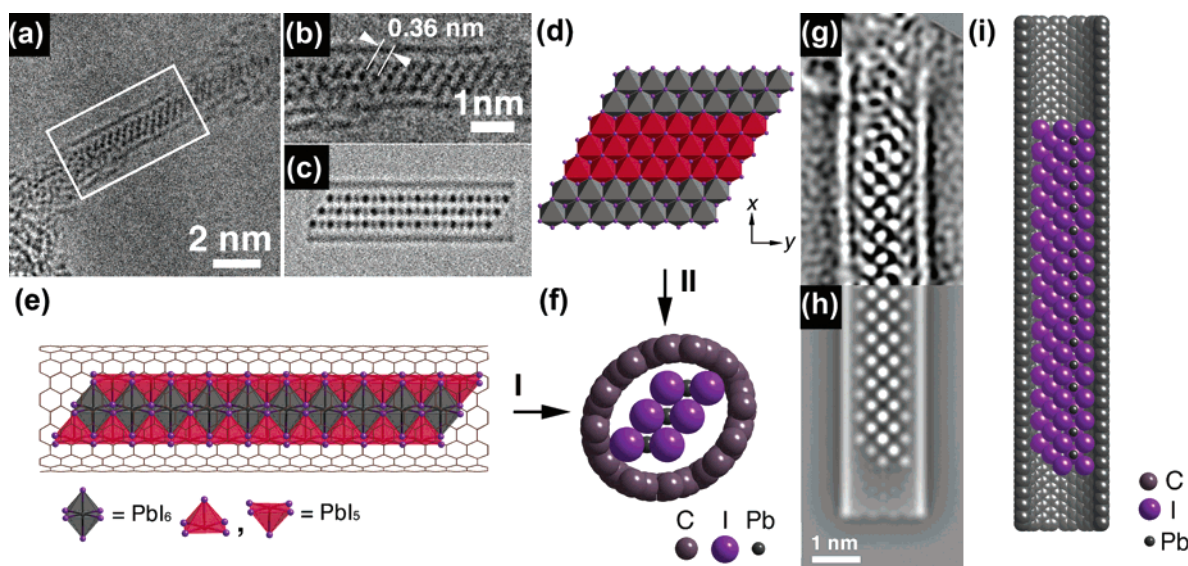 (a)
2 nm
(b)
0.36 nm
1nm
(c)
(d)
x
y
(e)
I
= PbI6 , = PbI5
(f)
II
C I Pb
(g)
(h)
1 nm
(i)
C
I
Pb